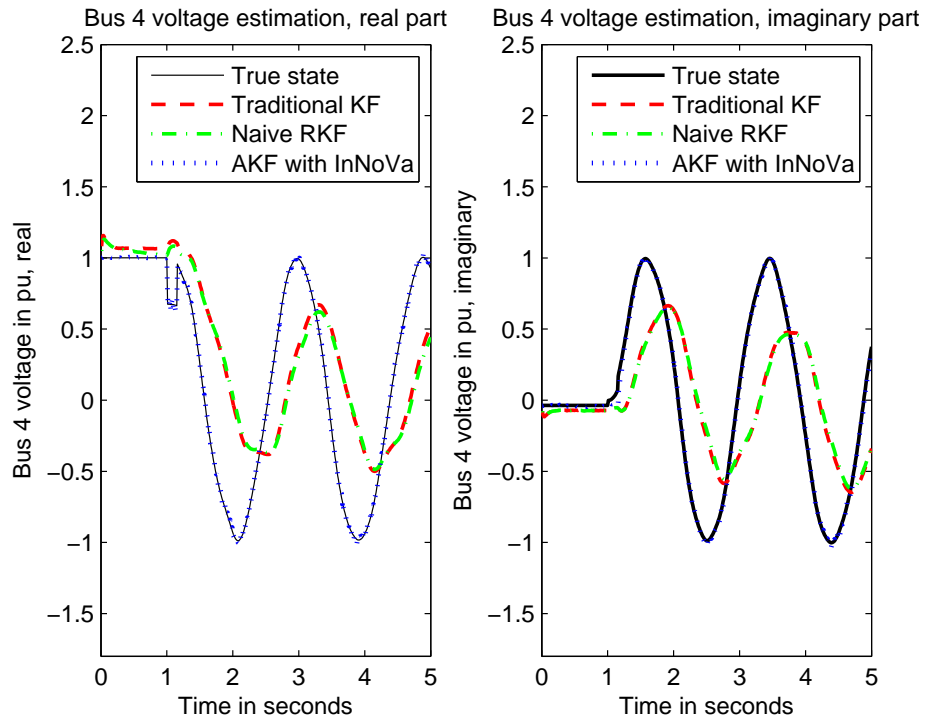 Bus 4 voltage estimation, real part
2.5
2
1.5
1
0.5
0
−0.5
−1
−1.5
Bus 4 voltage in pu, real
True state
Traditional KF
Naive RKF
AKF with InNoVa
0 1 2 3 4 5
Time in seconds
Bus 4 voltage estimation, imaginary part
2.5
2
1.5
1
0.5
0
−0.5
−1
−1.5
Bus 4 voltage in pu, imaginary
True state
Traditional KF
Naive RKF
AKF with InNoVa
0 1 2 3 4 5
Time in seconds